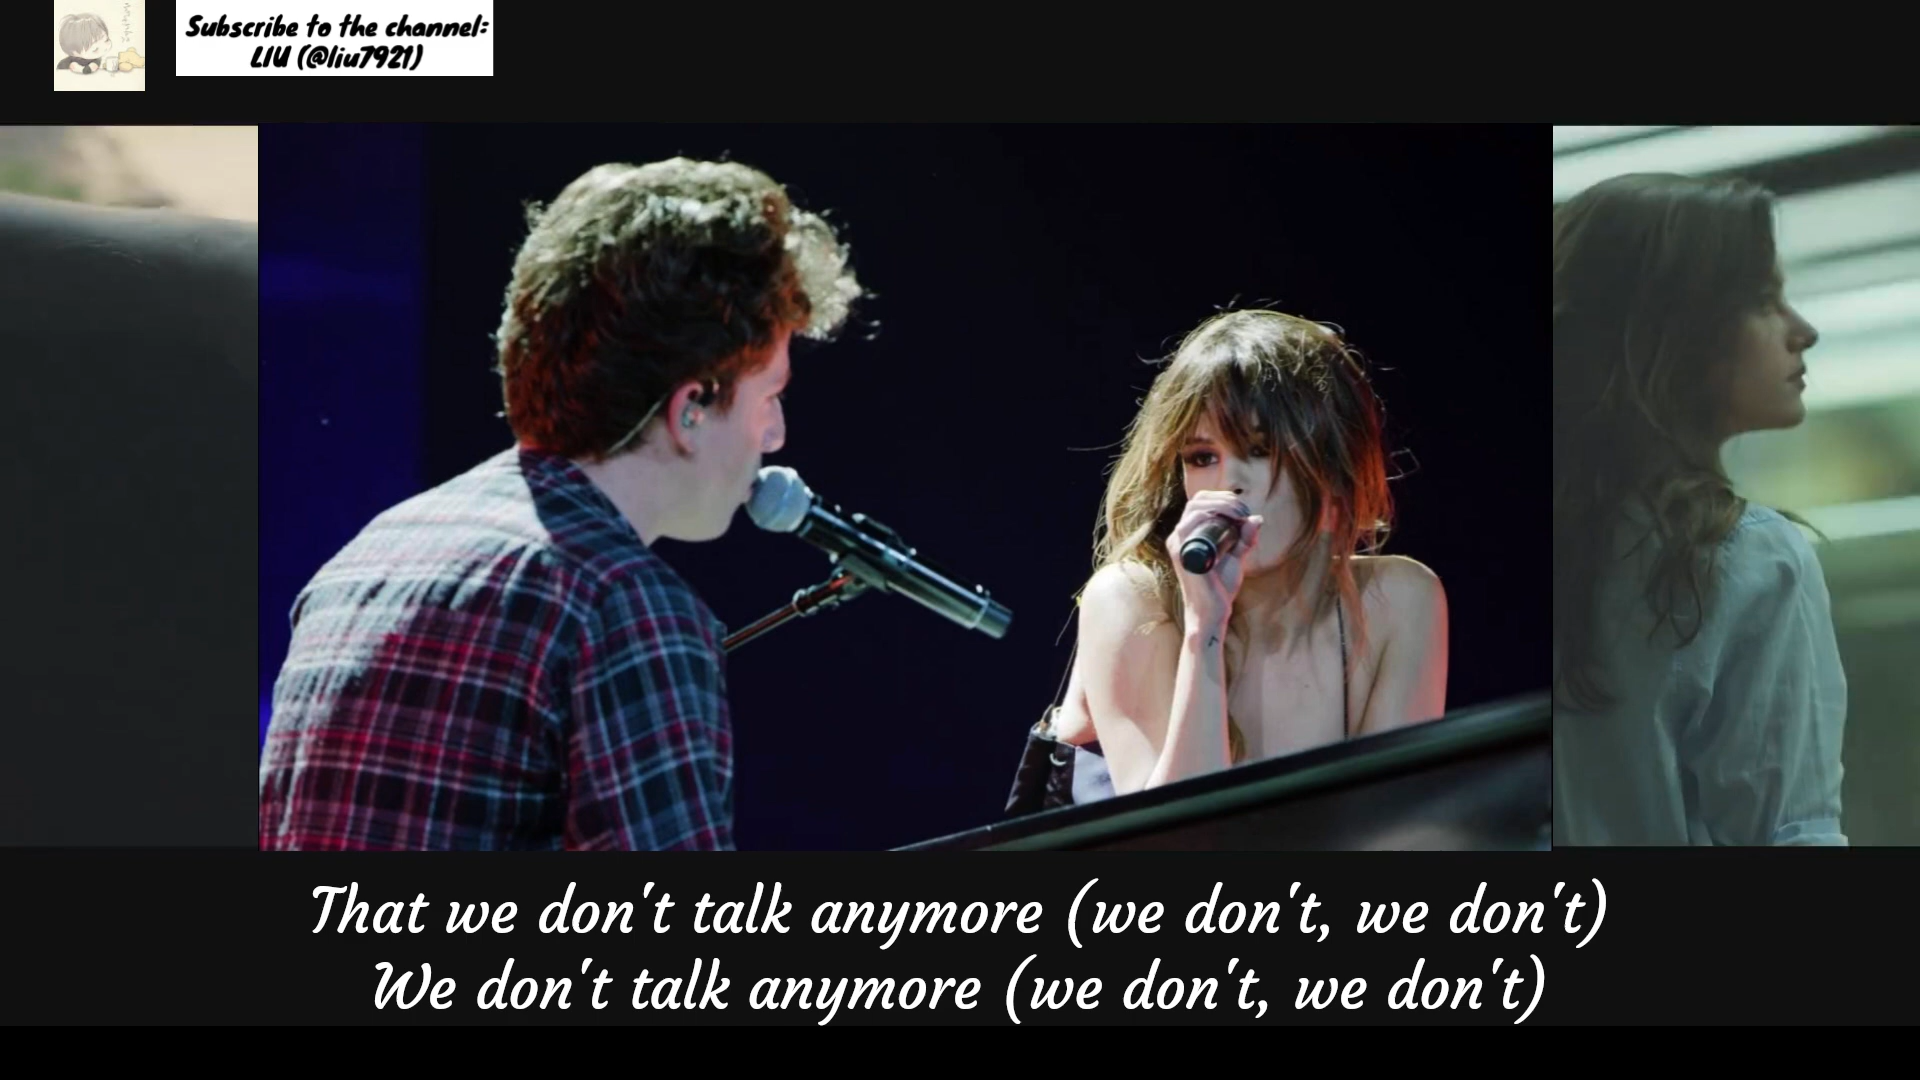 Subscribe to the channel:
LIU (@liu7921)
That we don't talk anymore (we don't, we don't)
We don't talk anymore (we don't, we don't)